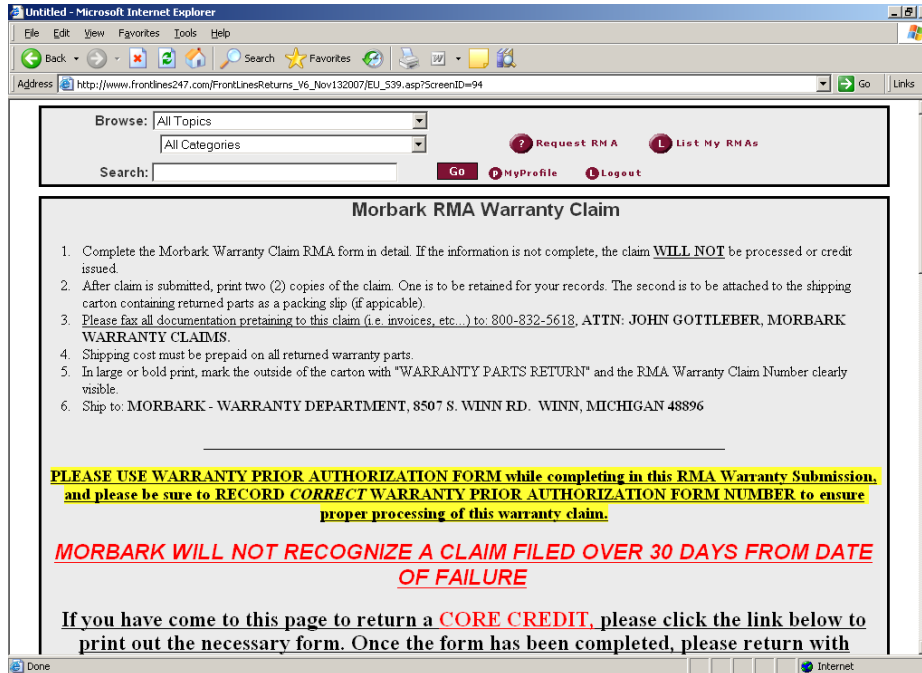 Untitled - Microsoft Internet Explorer
File Edit View Favorites Tools Help
Back Search Favorites
Address http://www.frontlines247.com/FrontLinesReturns_V6_Nov132007/EU_S39.asp?ScreenID=94 Go Links
Browse: All Topics
All Categories ? Request RMA L List My RMAs
Search: Go P MyProfile L Logout
Morbark RMA Warranty Claim
1. Complete the Morbark Warranty Claim RMA form in detail. If the information is not complete, the claim WILL NOT be processed or credit
issued.
2. After claim is submitted, print two (2) copies of the claim. One is to be retained for your records. The second is to be attached to the shipping
carton containing returned parts as a packing slip (if appicable).
3. Please fax all documentation pretaining to this claim (i.e. invoices, etc...) to: 800-832-5618, ATTN: JOHN GOTTLEBER, MORBARK
WARRANTY CLAIMS.
4. Shipping cost must be prepaid on all returned warranty parts.
5. In large or bold print, mark the outside of the carton with "WARRANTY PARTS RETURN" and the RMA Warranty Claim Number clearly
visible.
6. Ship to: MORBARK - WARRANTY DEPARTMENT, 8507 S. WINN RD. WINN, MICHIGAN 48896
PLEASE USE WARRANTY PRIOR AUTHORIZATION FORM while completing in this RMA Warranty Submission,
and please be sure to RECORD CORRECT WARRANTY PRIOR AUTHORIZATION FORM NUMBER to ensure
proper processing of this warranty claim.
MORBARK WILL NOT RECOGNIZE A CLAIM FILED OVER 30 DAYS FROM DATE
OF FAILURE
If you have come to this page to return a CORE CREDIT, please click the link below to
print out the necessary form. Once the form has been completed, please return with
Done Internet